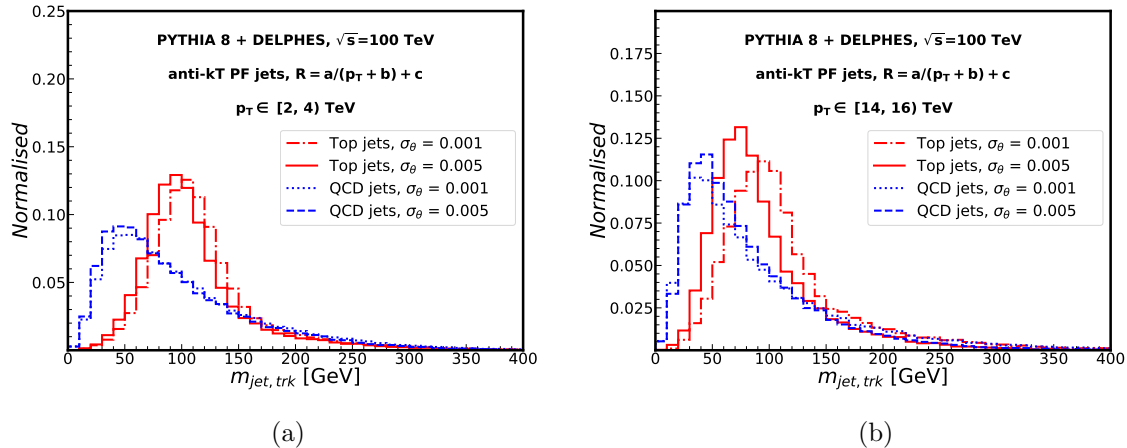 PYTHIA 8 + DELPHES, √s=100 TeV
anti-kT PF jets, R = a/(pT + b) + c
pT ∈ [2, 4) TeV
Top jets, σθ = 0.001
Top jets, σθ = 0.005
QCD jets, σθ = 0.001
QCD jets, σθ = 0.005
Normalised
0.25
0.20
0.15
0.10
0.05
0 50 100 150 200 250 300 350 400
mjet, trk [GeV]
(a)
PYTHIA 8 + DELPHES, √s=100 TeV
anti-kT PF jets, R = a/(pT + b) + c
pT ∈ [14, 16) TeV
Top jets, σθ = 0.001
Top jets, σθ = 0.005
QCD jets, σθ = 0.001
QCD jets, σθ = 0.005
Normalised
0.175
0.150
0.125
0.100
0.075
0.050
0.025
0 50 100 150 200 250 300 350 400
mjet, trk [GeV]
(b)